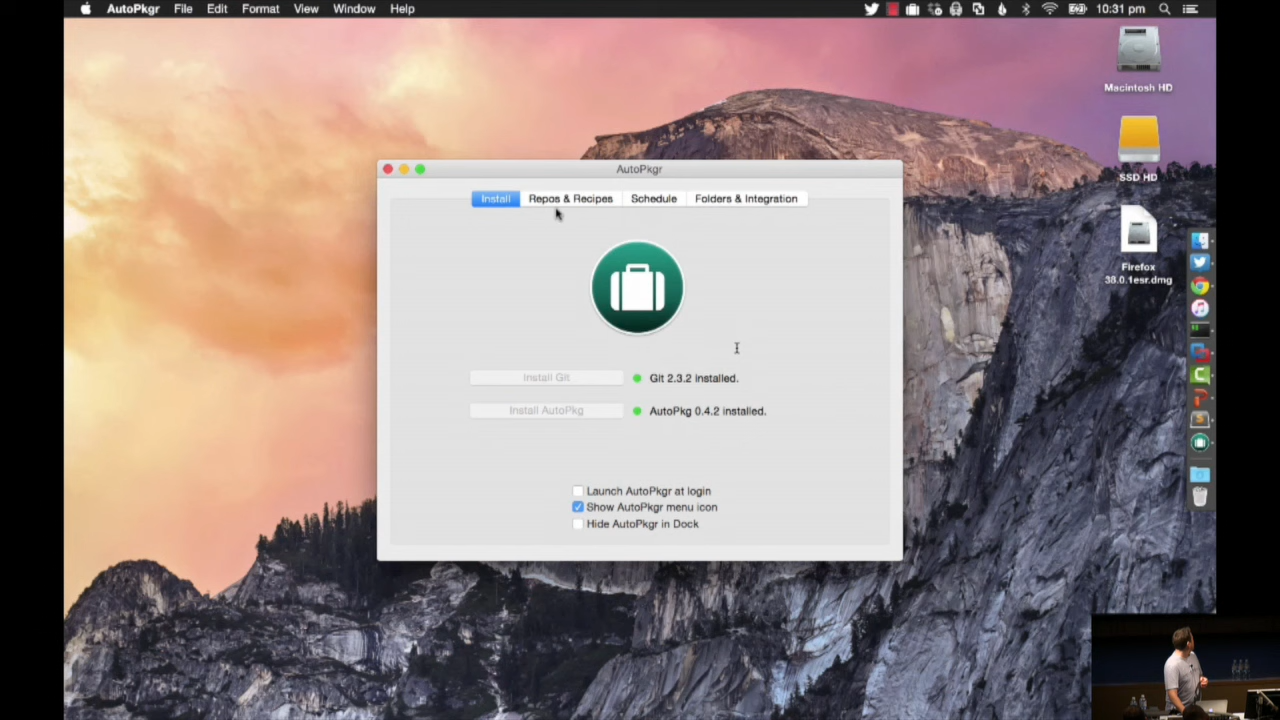 AutoPkgr File Edit Format View Window Help 10:31 pm
Macintosh HD
SSD HD
Firefox
38.0.1esr.dmg
AutoPkgr
Install Repos & Recipes Schedule Folders & Integration
Install Git Git 2.3.2 installed.
Install AutoPkg AutoPkg 0.4.2 installed.
Launch AutoPkgr at login
Show AutoPkgr menu icon
Hide AutoPkgr in Dock